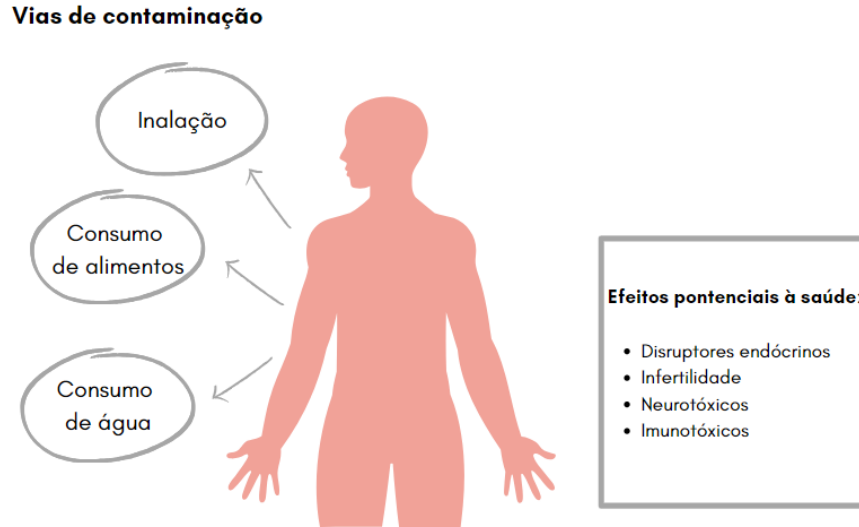 Vias de contaminação
Inalação
Consumo
de alimentos
Consumo
de água
Efeitos pontenciais à saúde:
• Disruptores endócrinos
• Infertilidade
• Neurotóxicos
• Imunotóxicos